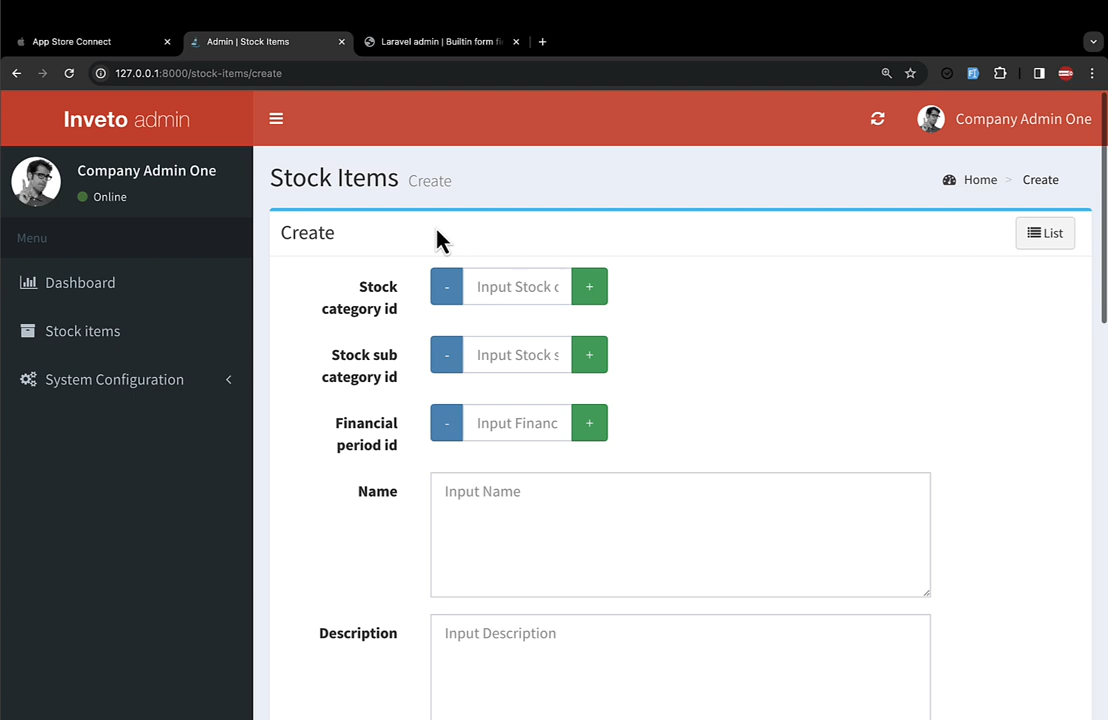 App Store Connect
Admin | Stock Items
Laravel admin | Builtin form fi
127.0.0.1:8000/stock-items/create
Inveto admin
Company Admin One
Company Admin One
Online
Menu
Dashboard
Stock items
System Configuration
Stock Items Create
Home > Create
Create
List
Stock category id
- Input Stock c +
Stock sub category id
- Input Stock s +
Financial period id
- Input Financ +
Name
Input Name
Description
Input Description